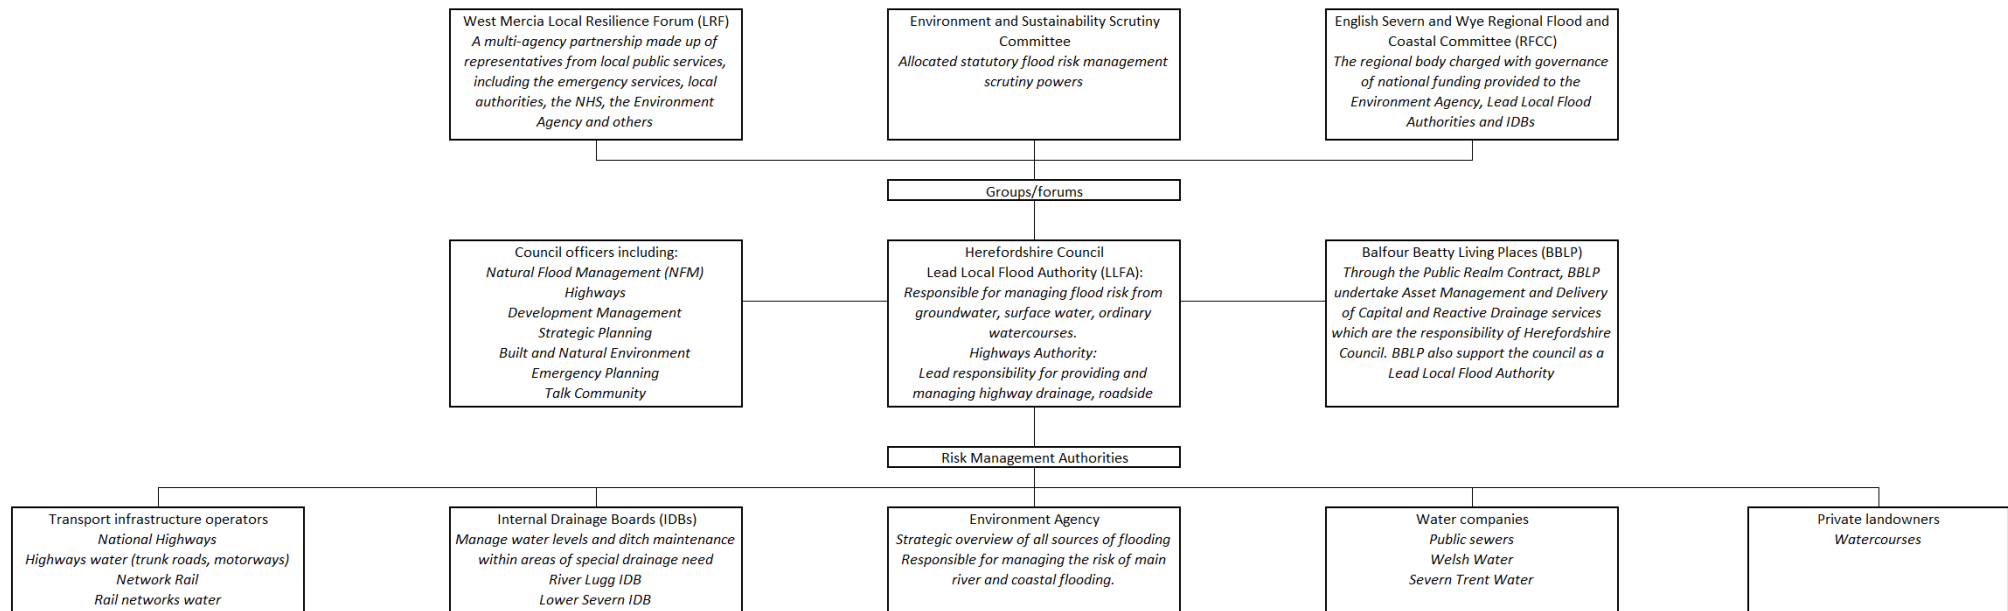 West Mercia Local Resilience Forum (LRF)
A multi-agency partnership made up of
representatives from local public services,
including the emergency services, local
authorities, the NHS, the Environment
Agency and others
Environment and Sustainability Scrutiny
Committee
Allocated statutory flood risk management
scrutiny powers
English Severn and Wye Regional Flood and
Coastal Committee (RFCC)
The regional body charged with governance
of national funding provided to the
Environment Agency, Lead Local Flood
Authorities and IDBs
Groups/forums
Council officers including:
Natural Flood Management (NFM)
Highways
Development Management
Strategic Planning
Built and Natural Environment
Emergency Planning
Talk Community
Herefordshire Council
Lead Local Flood Authority (LLFA):
Responsible for managing flood risk from
groundwater, surface water, ordinary
watercourses.
Highways Authority:
Lead responsibility for providing and
managing highway drainage, roadside
Balfour Beatty Living Places (BBLP)
Through the Public Realm Contract, BBLP
undertake Asset Management and Delivery
of Capital and Reactive Drainage services
which are the responsibility of Herefordshire
Council. BBLP also support the council as a
Lead Local Flood Authority
Risk Management Authorities
Transport infrastructure operators
National Highways
Highways water (trunk roads, motorways)
Network Rail
Rail networks water
Internal Drainage Boards (IDBs)
Manage water levels and ditch maintenance
within areas of special drainage need
River Lugg IDB
Lower Severn IDB
Environment Agency
Strategic overview of all sources of flooding
Responsible for managing the risk of main
river and coastal flooding.
Water companies
Public sewers
Welsh Water
Severn Trent Water
Private landowners
Watercourses